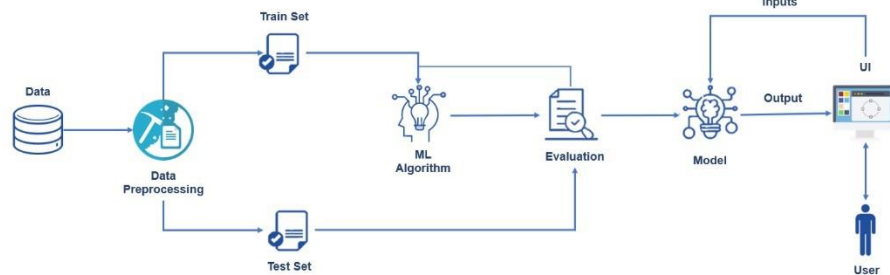 Inputs
Train Set
UI
Data
Output
ML
Algorithm
Evaluation
Model
Data
Preprocessing
Test Set
User